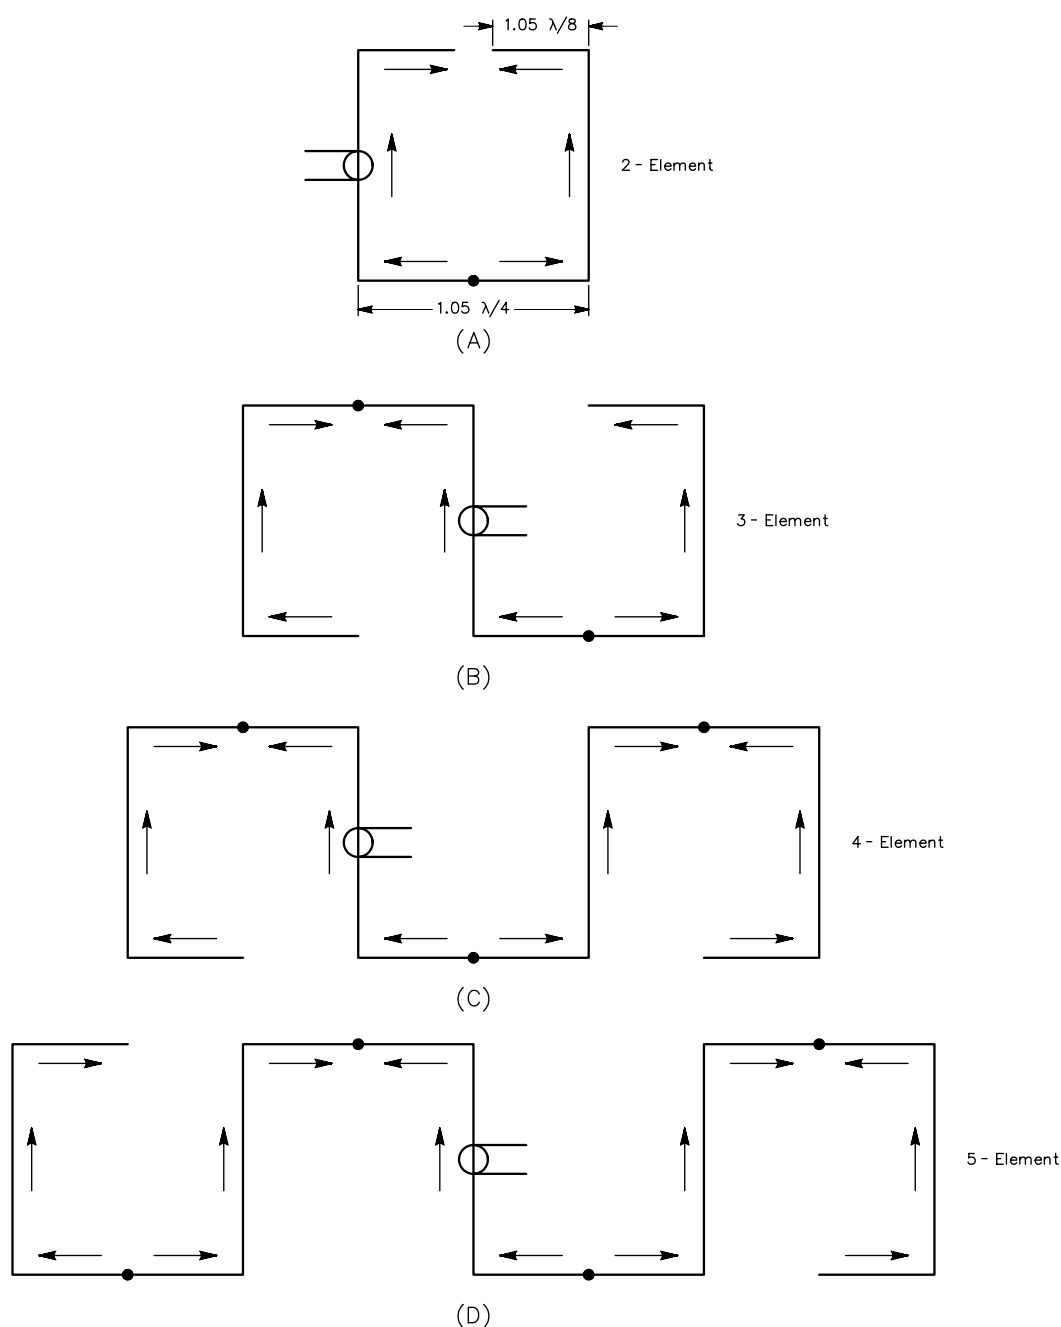 1.05 λ/8
2 - Element
1.05 λ/4
(A)
3 - Element
(B)
4 - Element
(C)
5 - Element
(D)